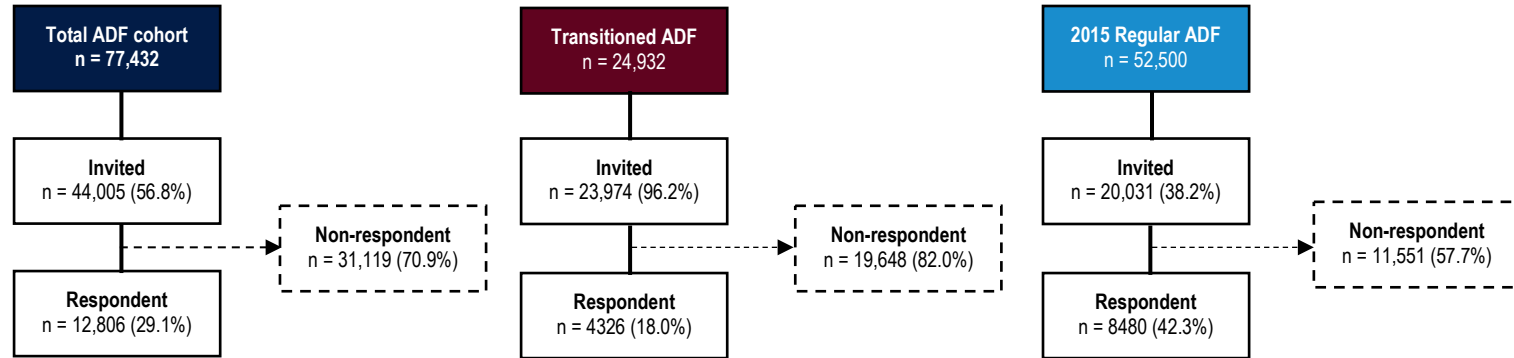 Total ADF cohort
n = 77,432
Invited
n = 44,005 (56.8%)
Non-respondent
n = 31,119 (70.9%)
Respondent
n = 12,806 (29.1%)
Transitioned ADF
n = 24,932
Invited
n = 23,974 (96.2%)
Non-respondent
n = 19,648 (82.0%)
Respondent
n = 4326 (18.0%)
2015 Regular ADF
n = 52,500
Invited
n = 20,031 (38.2%)
Non-respondent
n = 11,551 (57.7%)
Respondent
n = 8480 (42.3%)